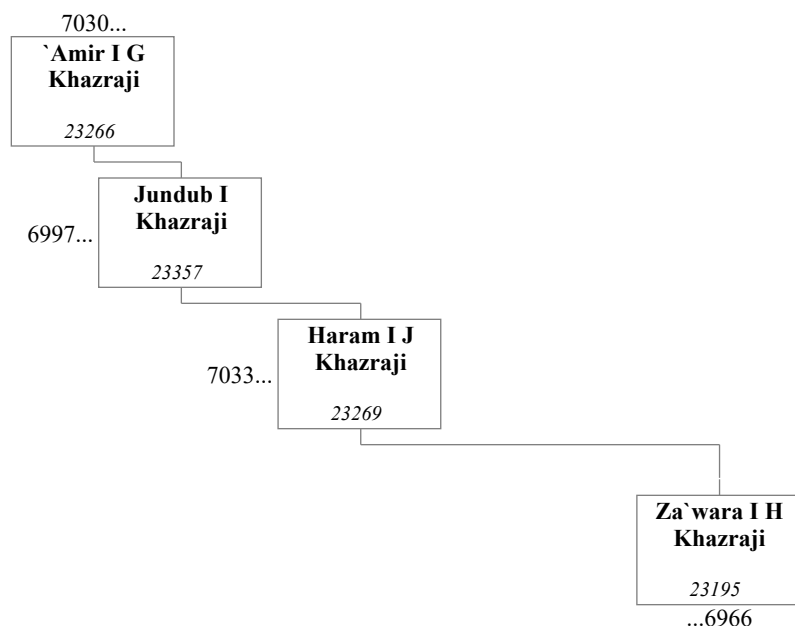 7030...
`Amir I G
Khazraji
23266
Jundub I
Khazraji
6997...
23357
Haram I J
Khazraji
7033...
23269
Za`wara I H
Khazraji
23195
...6966